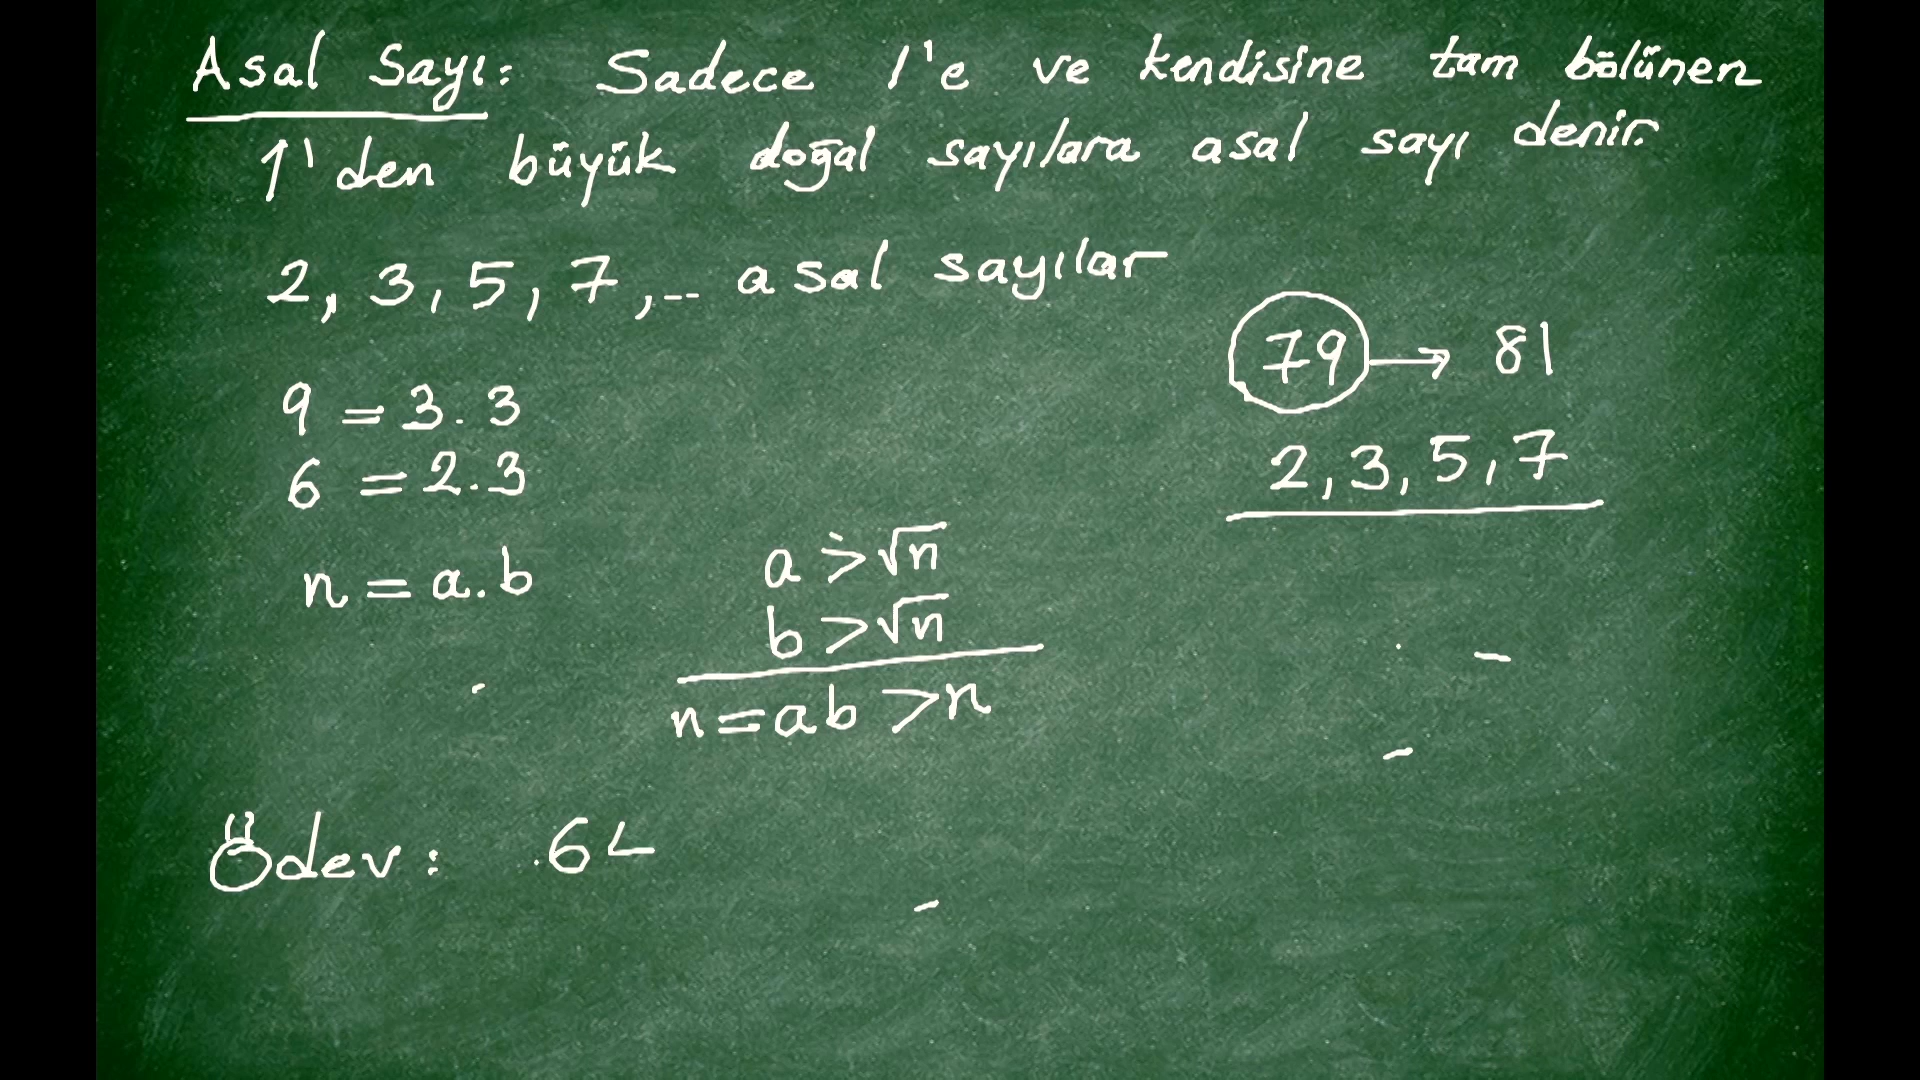 Asal Sayı: Sadece 1'e ve kendisine tam bölünen
1'den büyük doğal sayılara asal sayı denir.
2, 3, 5, 7, ... asal sayılar
79 → 81
9 = 3.3
2, 3, 5, 7
6 = 2.3
n = a.b
a > √n
b > √n
n = ab > n
Ödev: 6